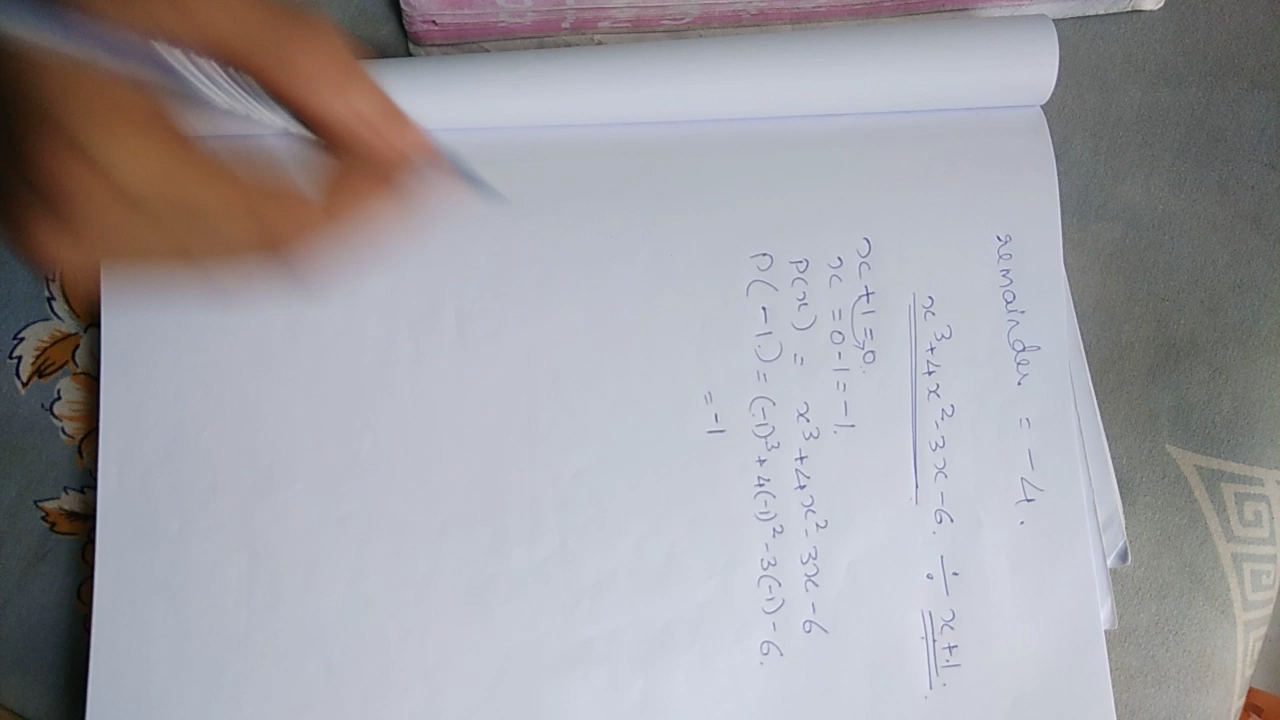 remainder = -4.
x³+4x²-3x-6. ÷ x+1.
x+1=0.
x=0-1=-1.
P(x) = x³+4x²-3x-6
P(-1) = (-1)³+4(-1)²-3(-1)-6.
= -1